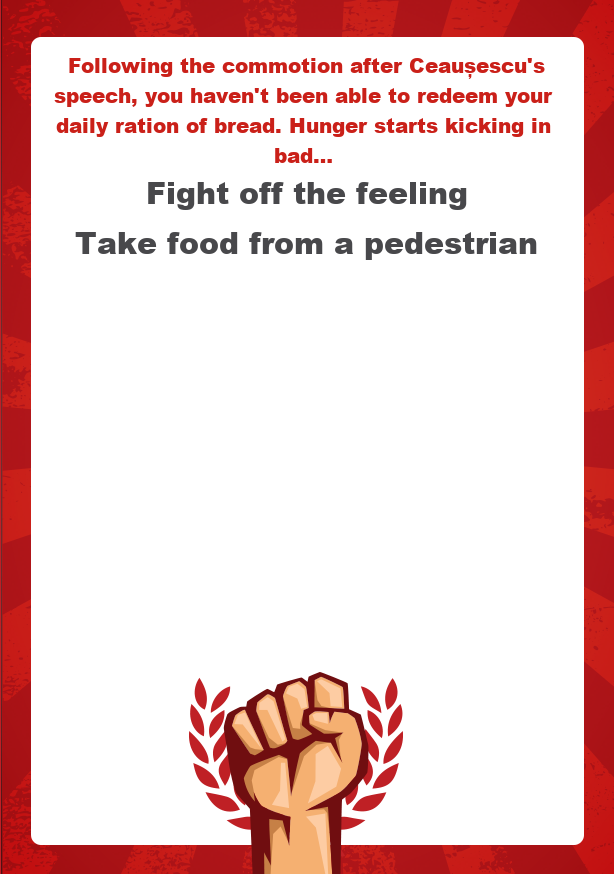 Following the commotion after Ceaușescu's
speech, you haven't been able to redeem your
daily ration of bread. Hunger starts kicking in
bad...
Fight off the feeling
Take food from a pedestrian